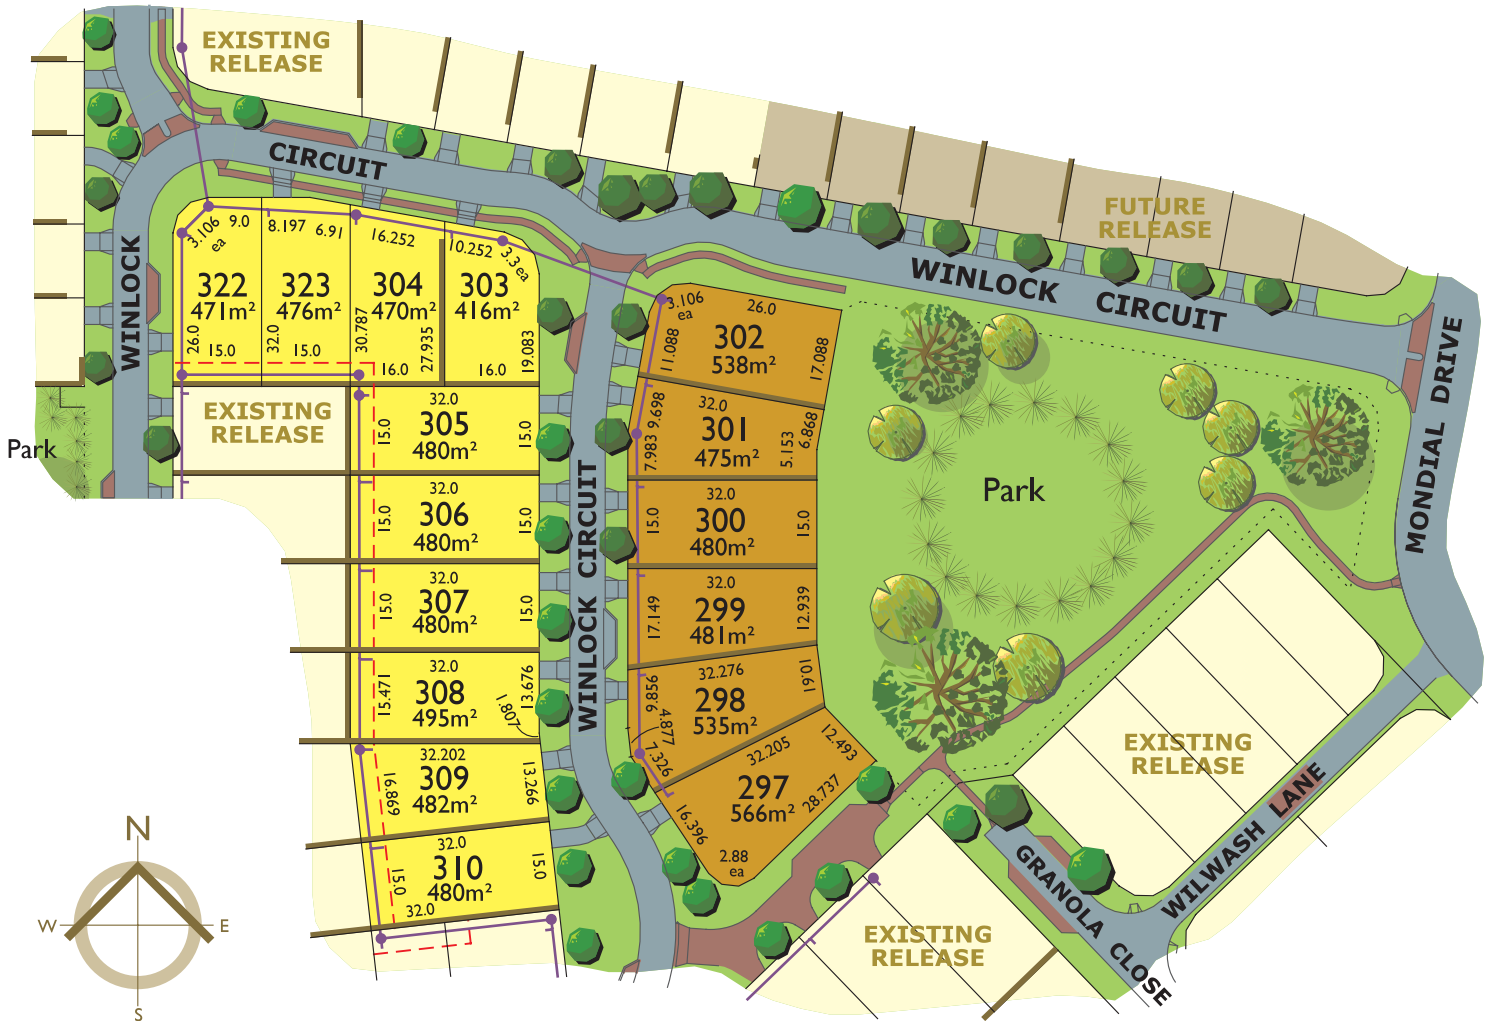 EXISTING
RELEASE
CIRCUIT
WINLOCK
FUTURE
RELEASE
WINLOCK CIRCUIT
MONDIAL DRIVE
3.106
ea
9.0
322
471m²
26.0
15.0
8.197
6.91
323
476m²
32.0
15.0
16.252
304
470m²
30.787
16.0
27.935
10.252
3.3 ea
303
416m²
19.083
16.0
3.106
ea
26.0
302
538m²
11.088
17.088
EXISTING
RELEASE
Park
32.0
305
480m²
15.0
15.0
32.0
301
475m²
9.698
7.983
6.868
5.153
32.0
306
480m²
15.0
15.0
32.0
300
480m²
15.0
15.0
Park
32.0
307
480m²
15.0
15.0
32.0
299
481m²
17.149
12.939
WINLOCK CIRCUIT
32.0
308
495m²
15.471
13.676
1.807
32.276
298
535m²
9.856
4.877
7.326
19.01
32.202
309
482m²
16.899
13.266
32.205
12.493
297
566m²
28.737
16.396
2.88
ea
32.0
310
480m²
15.0
15.0
32.0
EXISTING
RELEASE
WILWASH LANE
GRANOLA CLOSE
EXISTING
RELEASE
N
W
E
S